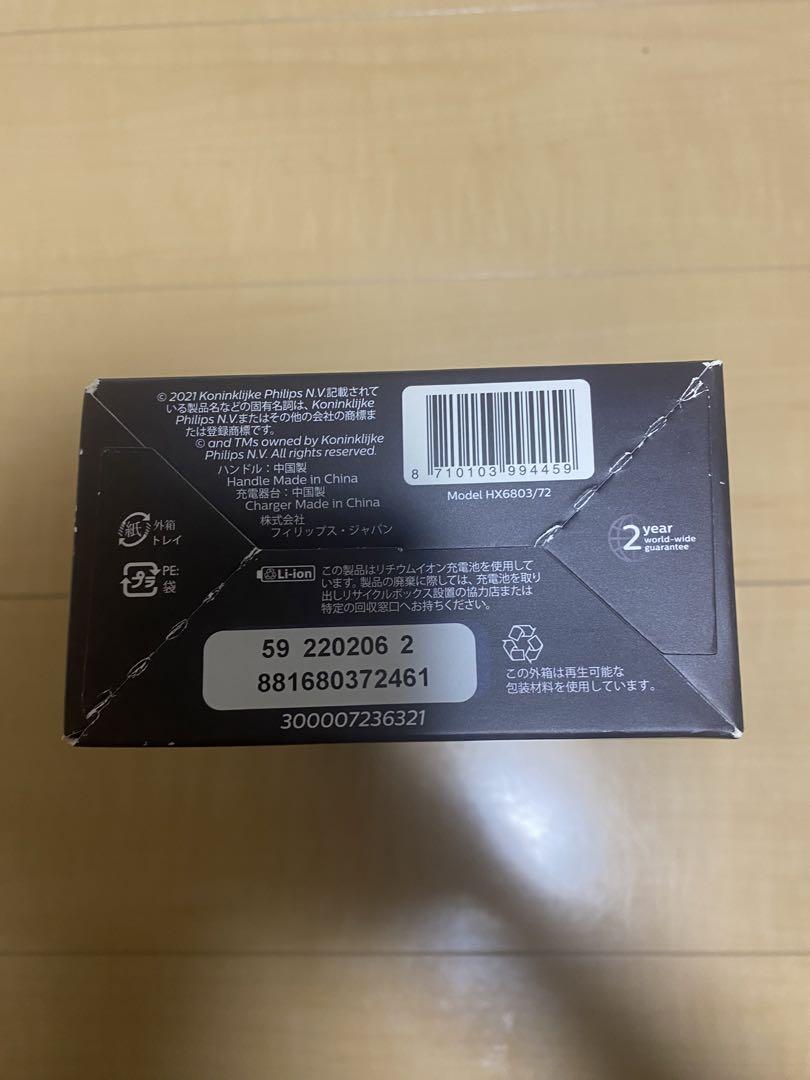 © 2021 Koninklijke Philips N.V.記載されて
いる製品名などの固有名詞は、Koninklijke
Philips N.V.またはその他の会社の商標ま
たは登録商標です。
© and TMs owned by Koninklijke
Philips N.V. All rights reserved.
ハンドル：中国製
Handle Made in China
充電器台：中国製
Charger Made in China
株式会社
フィリップス・ジャパン
8 710103 994459
Model HX6803/72
紙 外箱
トレイ
プラ PE:
袋
2 year
world-wide
guarantee
Li-ion
この製品はリチウムイオン充電池を使用して
います。製品の廃棄に際しては、充電池を取り
出しリサイクルボックス設置の協力店または
特定の回収窓口へお持ちください。
59 220206 2
881680372461
300007236321
この外箱は再生可能な
包装材料を使用しています。